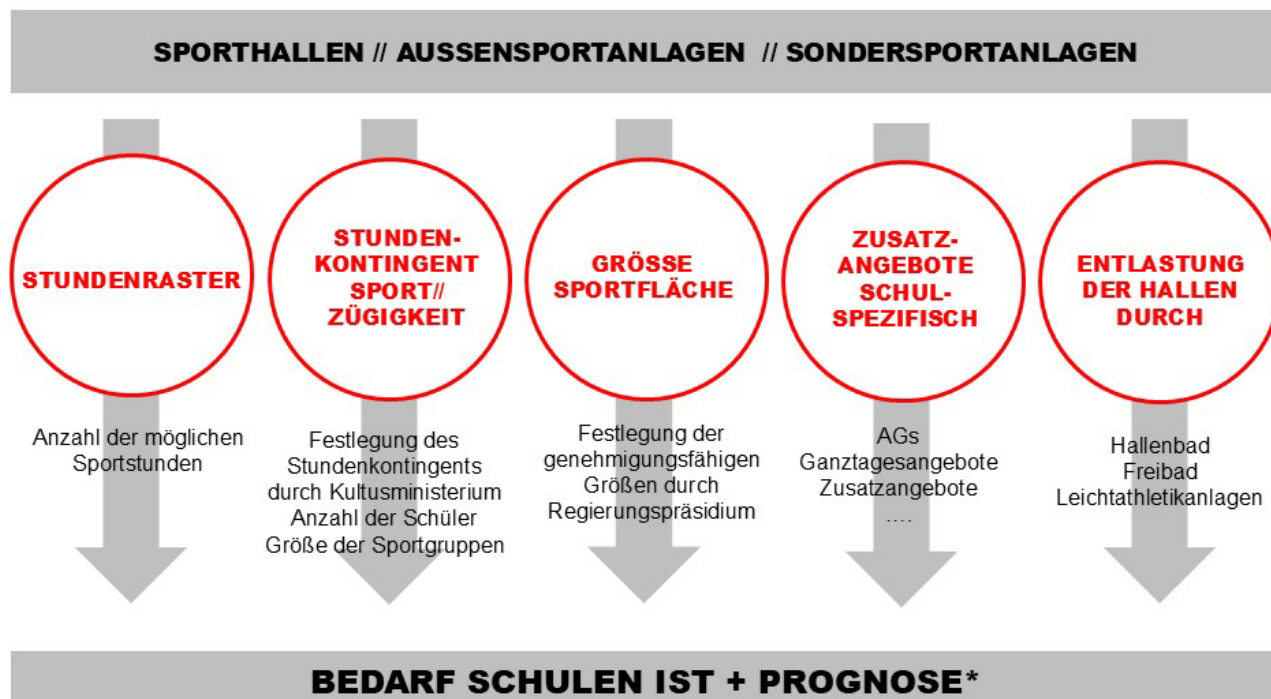 SPORTHALLEN // AUSSENSPORTANLAGEN // SONDERSPORTANLAGEN
STUNDENRASTER
Anzahl der möglichen
Sportstunden
STUNDEN-
KONTINGENT
SPORT//
ZÜGIGKEIT
Festlegung des
Stundenkontingents
durch Kultusministerium
Anzahl der Schüler
Größe der Sportgruppen
GRÖSSE
SPORTFLÄCHE
Festlegung der
genehmigungsfähigen
Größen durch
Regierungspräsidium
ZUSATZ-
ANGEBOTE
SCHUL-
SPEZIFISCH
AGs
Ganztagesangebote
Zusatzangebote
....
ENTLASTUNG
DER HALLEN
DURCH
Hallenbad
Freibad
Leichtathletikanlagen
BEDARF SCHULEN IST + PROGNOSE*